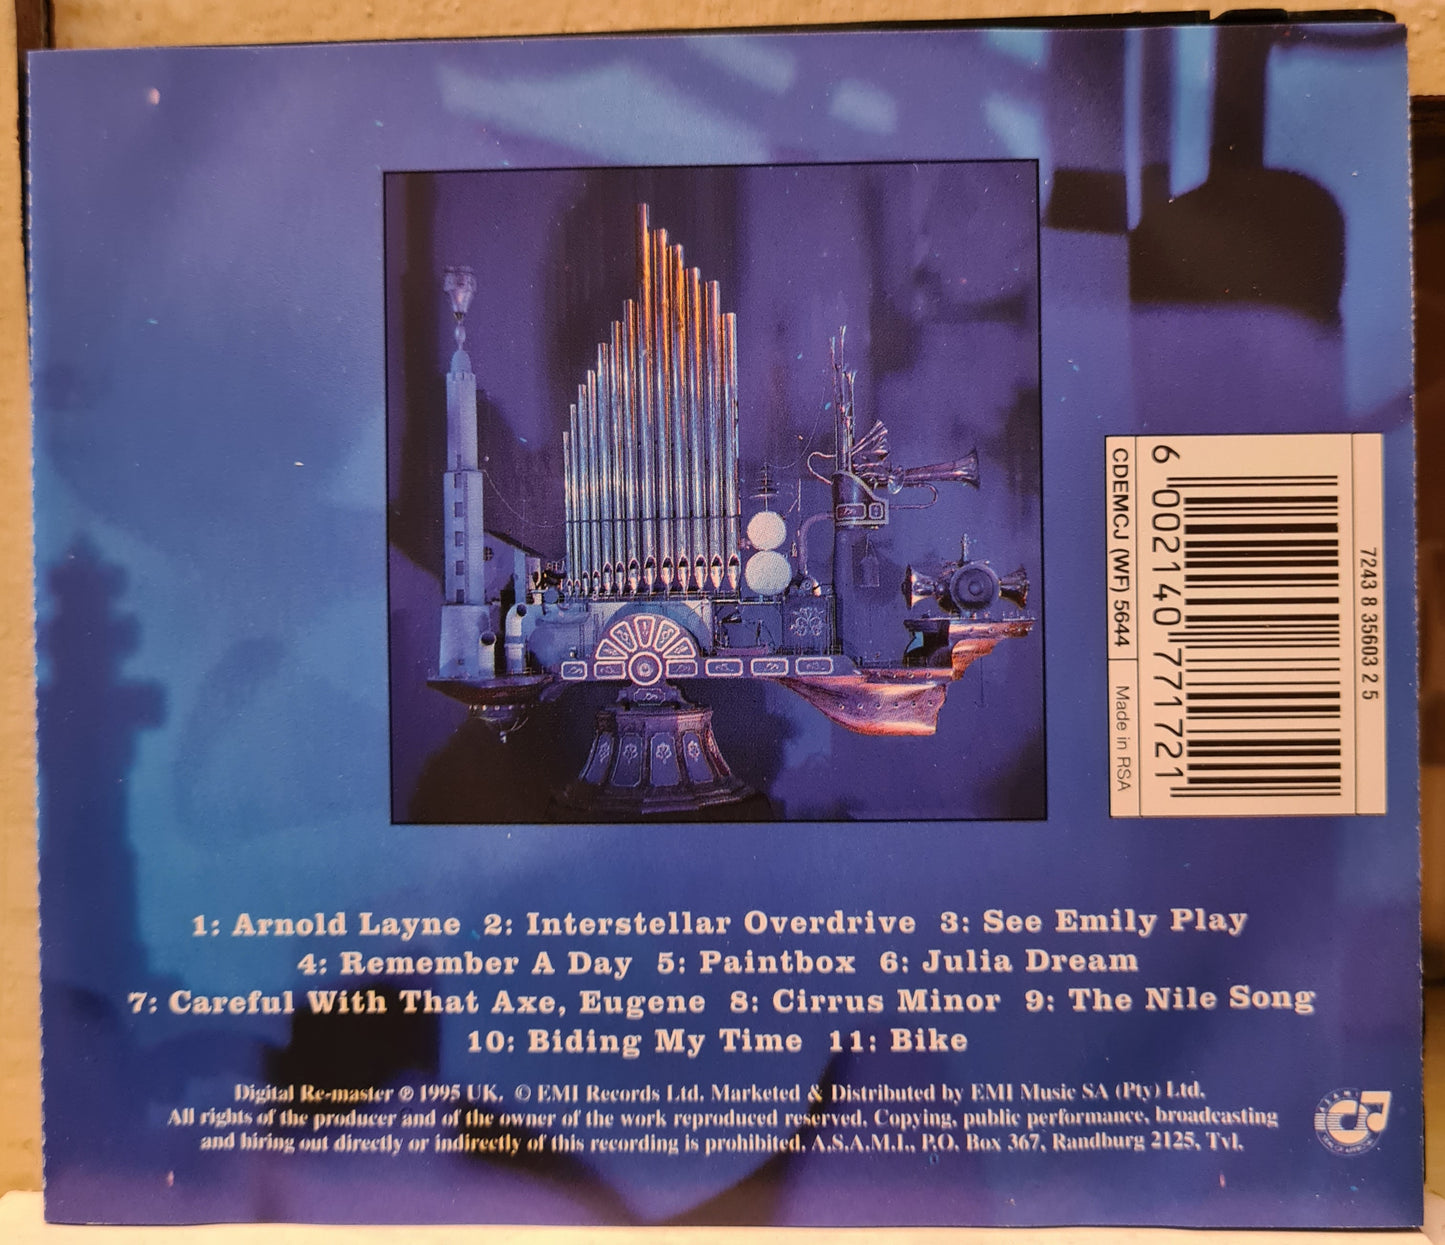 CDEMCJ (WF) 5644
Made in RSA
6 002140 771721
7243 8 35603 2 5
1: Arnold Layne 2: Interstellar Overdrive 3: See Emily Play
4: Remember A Day 5: Paintbox 6: Julia Dream
7: Careful With That Axe, Eugene 8: Cirrus Minor 9: The Nile Song
10: Biding My Time 11: Bike
Digital Re-master ℗ 1995 UK. © EMI Records Ltd. Marketed & Distributed by EMI Music SA (Pty) Ltd.
All rights of the producer and of the owner of the work reproduced reserved. Copying, public performance, broadcasting
and hiring out directly or indirectly of this recording is prohibited. A.S.A.M.I., P.O. Box 367, Randburg 2125, Tvl.